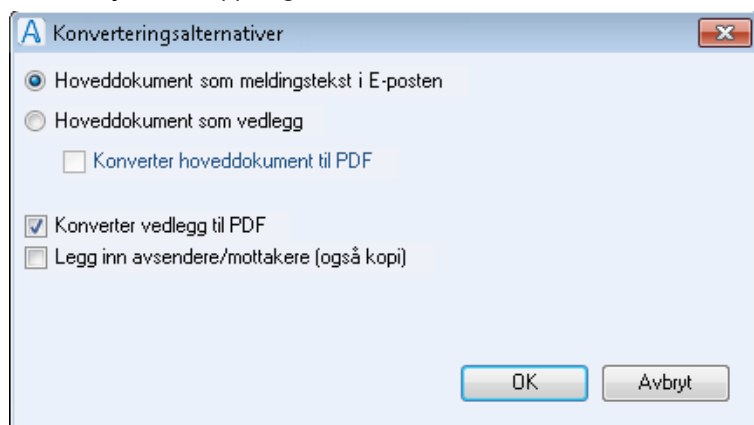 Konverteringsalternativer
Hoveddokument som meldingstekst i E-posten
Hoveddokument som vedlegg
Konverter hoveddokument til PDF
Konverter vedlegg til PDF
Legg inn avsendere/mottakere (også kopi)
OK Avbryt